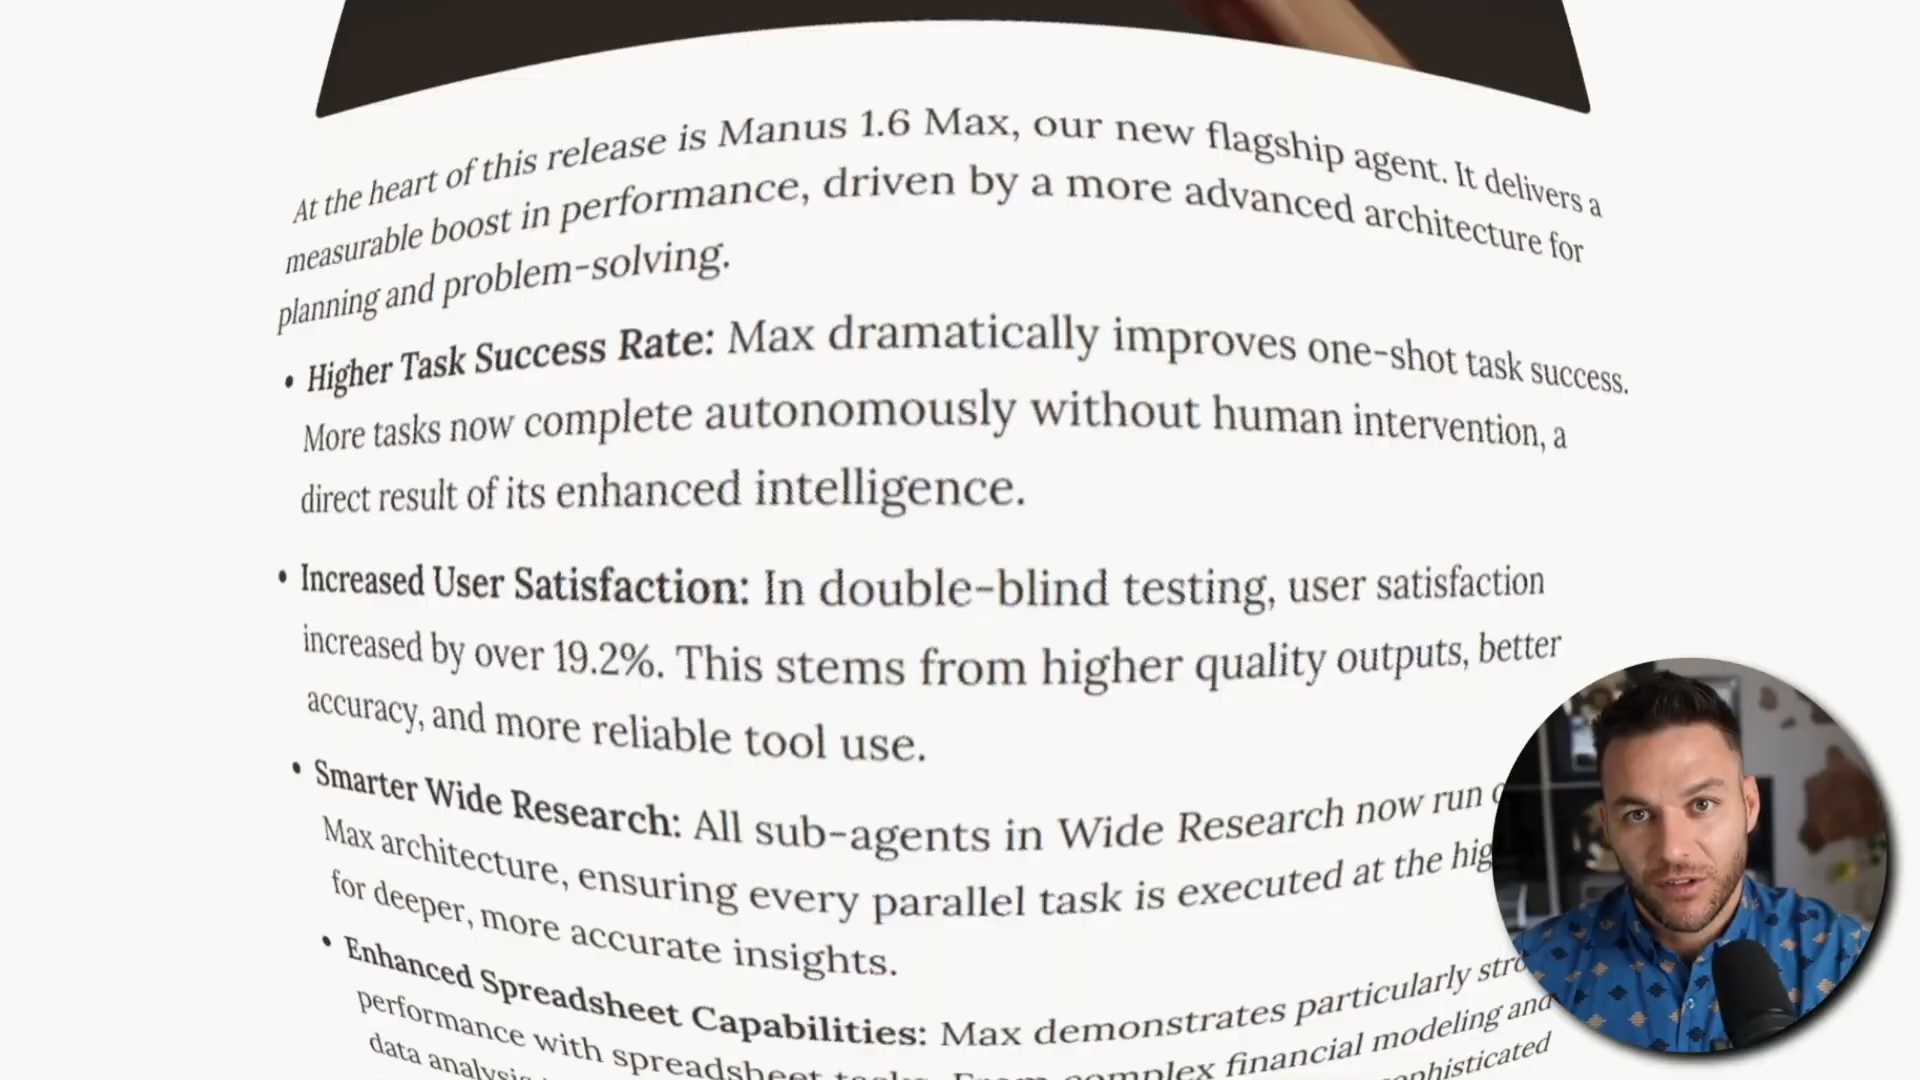 At the heart of this release is Manus 1.6 Max, our new flagship agent. It delivers a
measurable boost in performance, driven by a more advanced architecture for
planning and problem-solving.
• Higher Task Success Rate: Max dramatically improves one-shot task success.
More tasks now complete autonomously without human intervention, a
direct result of its enhanced intelligence.
• Increased User Satisfaction: In double-blind testing, user satisfaction
increased by over 19.2%. This stems from higher quality outputs, better
accuracy, and more reliable tool use.
• Smarter Wide Research: All sub-agents in Wide Research now run
Max architecture, ensuring every parallel task is executed at the
for deeper, more accurate insights.
• Enhanced Spreadsheet Capabilities: Max demonstrates particularly
performance with spreadsheet complex financial modeling and
data analysis